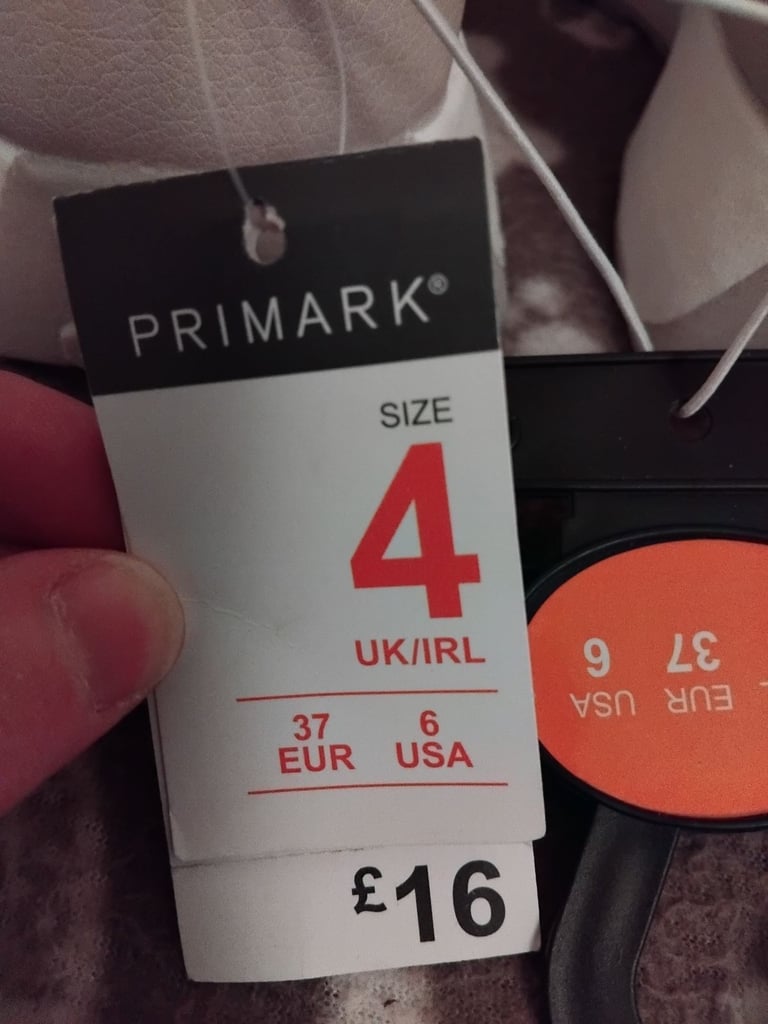 PRIMARK®
SIZE
4
UK/IRL
37 6
EUR USA
£16
37 6
EUR USA